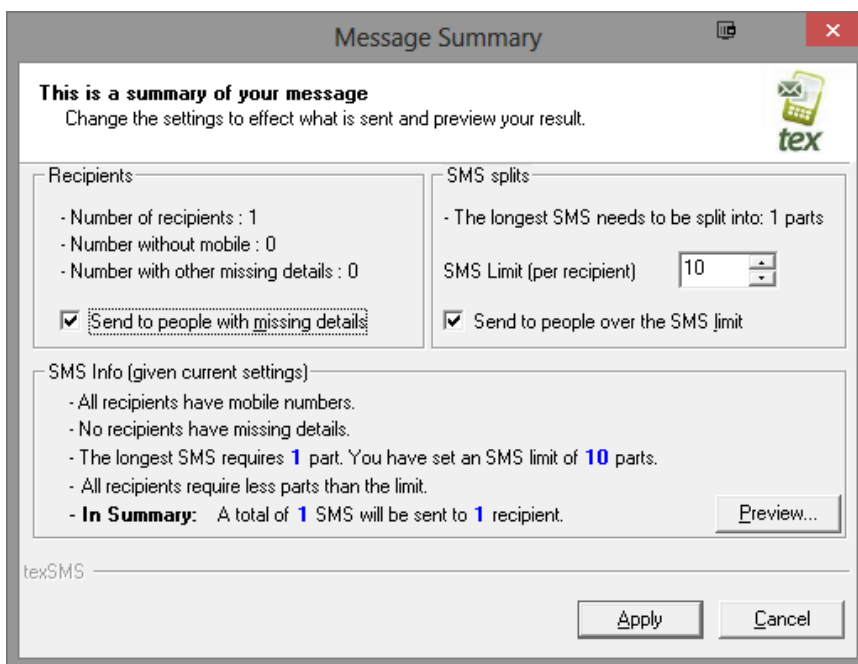 Message Summary
This is a summary of your message
Change the settings to effect what is sent and preview your result.
tex
Recipients
- Number of recipients : 1
- Number without mobile : 0
- Number with other missing details : 0
Send to people with missing details
SMS splits
- The longest SMS needs to be split into: 1 parts
SMS Limit (per recipient) 10
Send to people over the SMS limit
SMS Info (given current settings)
- All recipients have mobile numbers.
- No recipients have missing details.
- The longest SMS requires 1 part. You have set an SMS limit of 10 parts.
- All recipients require less parts than the limit.
- In Summary: A total of 1 SMS will be sent to 1 recipient.
Preview...
texSMS
Apply Cancel